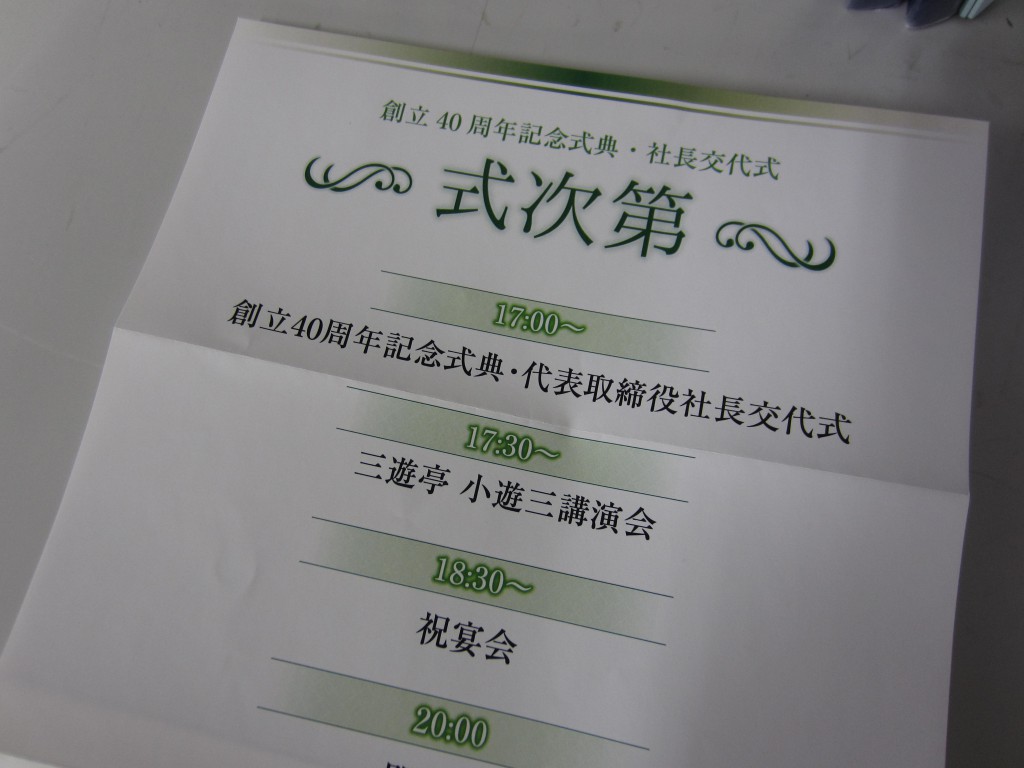 創立 40 周年記念式典・社長交代式
式次第
17:00～
創立40周年記念式典・代表取締役社長交代式
17:30～
三遊亭 小遊三講演会
18:30～
祝宴会
20:00